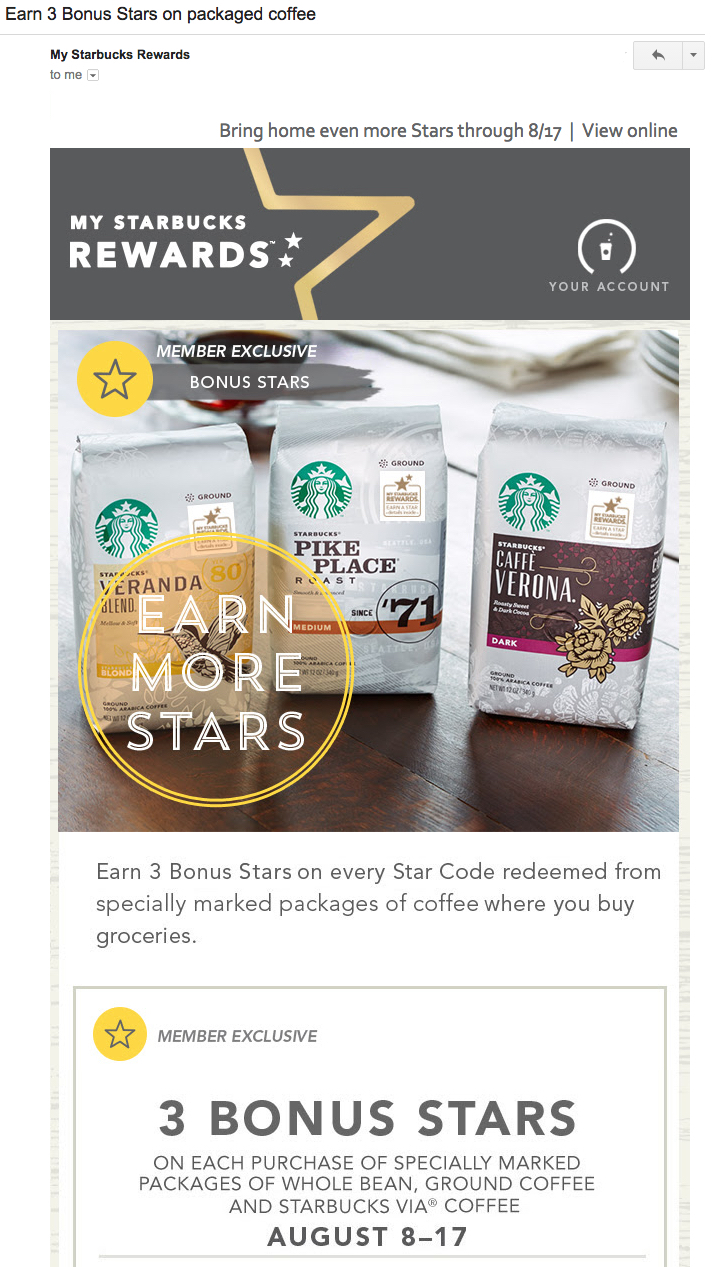 Earn 3 Bonus Stars on packaged coffee
My Starbucks Rewards
to me
Bring home even more Stars through 8/17 | View online
MY STARBUCKS
REWARDS™
YOUR ACCOUNT
MEMBER EXCLUSIVE
BONUS STARS
GROUND
MY STARBUCKS
REWARDS
STARBUCKS®
VERANDA
BLEND
80
Mellow & Soft
BLONDE
GROUND
100% ARABICA COFFEE
NET WT 12
GROUND
MY STARBUCKS
REWARDS
EARN A STAR
details inside
STARBUCKS®
PIKE
PLACE
ROAST
SEATTLE, USA
SINCE '71
MEDIUM
100% ARABICA
NET WT 12 OZ / 340 g
GROUND
MY STARBUCKS
REWARDS
EARN A STAR
details inside
STARBUCKS®
CAFFÈ
VERONA.
Roasty Sweet
& Dark Cocoa
DARK
GROUND
100% ARABICA COFFEE
NET WT 12 OZ / 340 g
EARN
MORE
STARS
Earn 3 Bonus Stars on every Star Code redeemed from
specially marked packages of coffee where you buy
groceries.
MEMBER EXCLUSIVE
3 BONUS STARS
ON EACH PURCHASE OF SPECIALLY MARKED
PACKAGES OF WHOLE BEAN, GROUND COFFEE
AND STARBUCKS VIA® COFFEE
AUGUST 8–17